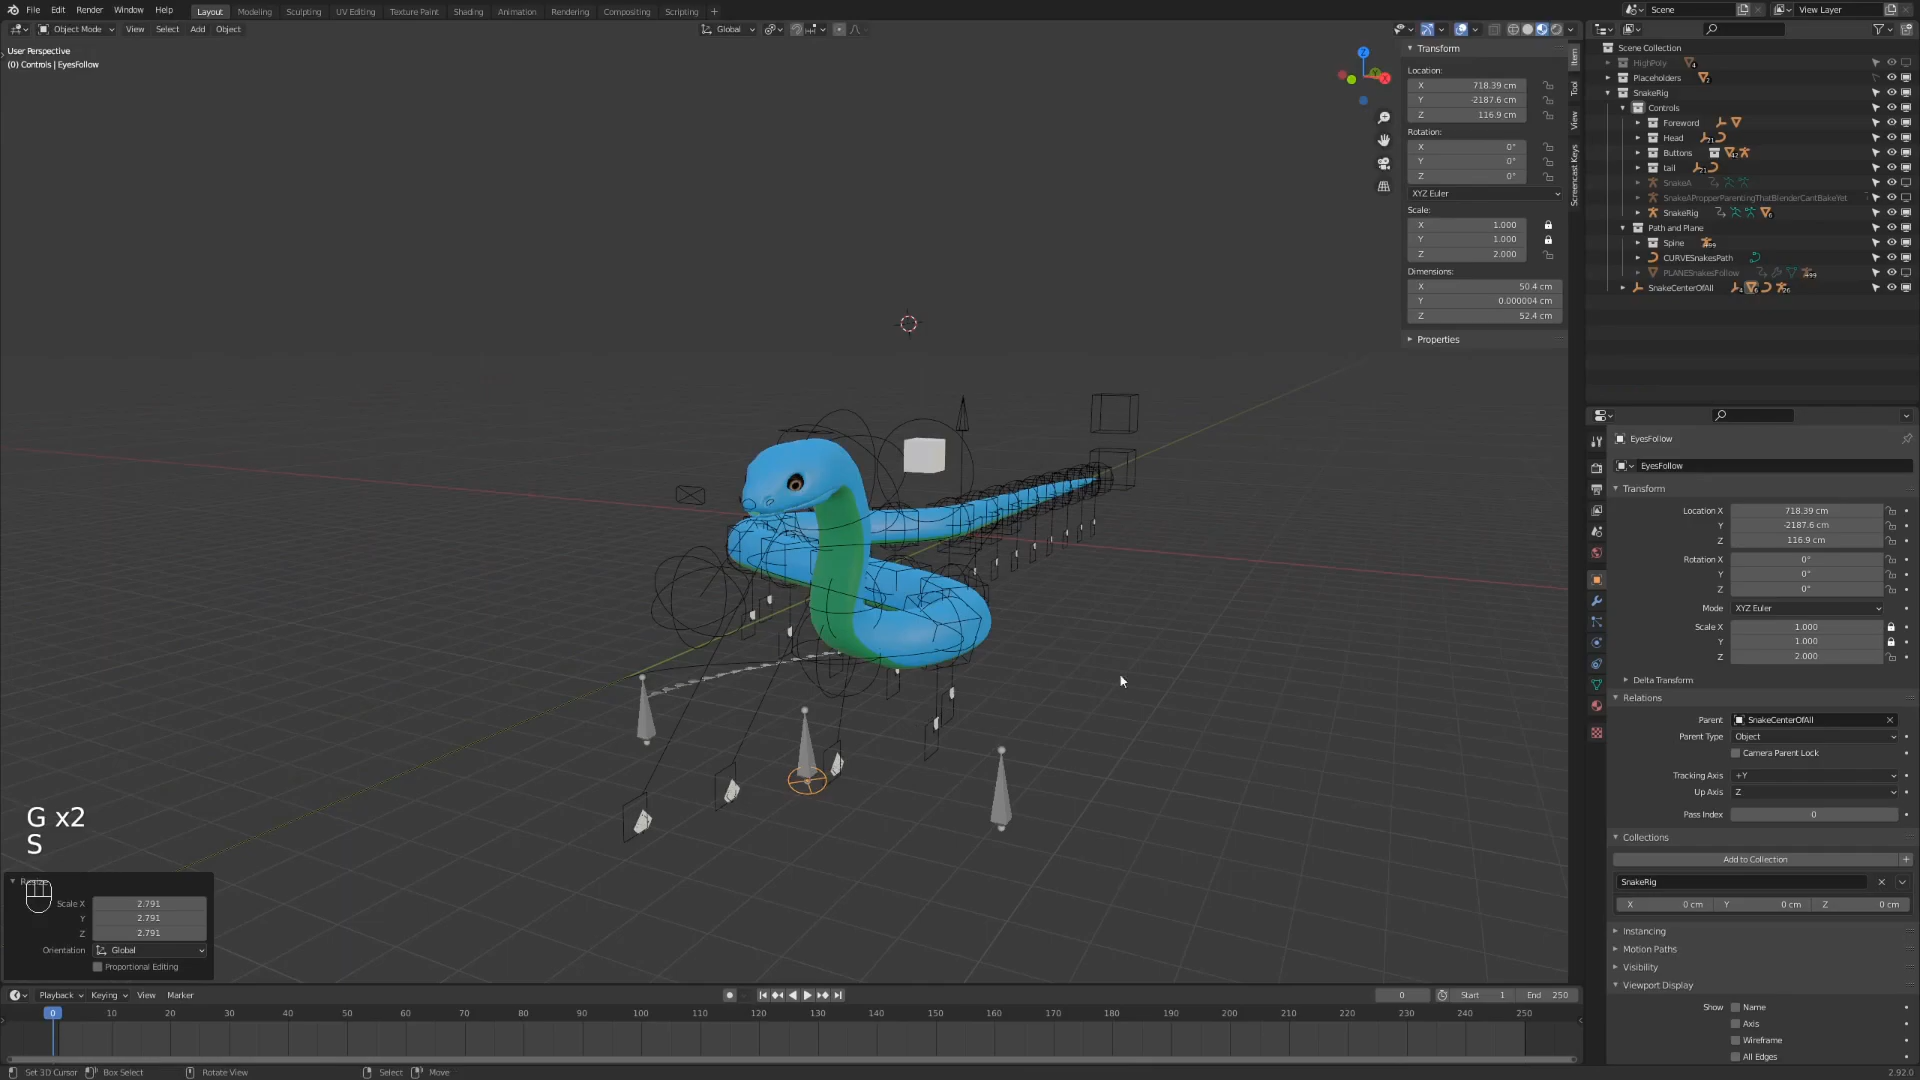 File Edit Render Window Help Layout Modeling Sculpting UV Editing Texture Paint Shading Animation Rendering Compositing Scripting + Scene View Layer
Object Mode View Select Add Object Global
User Perspective
(0) Controls | EyesFollow
Transform
Location:
X 718.39 cm
Y -2187.6 cm
Z 116.9 cm
Rotation:
X 0°
Y 0°
Z 0°
XYZ Euler
Scale:
X 1.000
Y 1.000
Z 2.000
Dimensions:
X 50.4 cm
Y 0.000004 cm
Z 52.4 cm
Properties
Item
Tool
View
Screencast Keys
Z
X
Scene Collection
HighPoly
Placeholders
SnakeRig
Controls
Foreword
Head
Buttons
tail
SnakeA
SnakeAPropperParentingThatBlenderCantBakeYet
SnakeRig
Path and Plane
Spine
CURVESnakesPath
PLANESnakesFollow
SnakeCenterOfAll
EyesFollow
EyesFollow
Transform
Location X 718.39 cm
Y -2187.6 cm
Z 116.9 cm
Rotation X 0°
Y 0°
Z 0°
Mode XYZ Euler
Scale X 1.000
Y 1.000
Z 2.000
Delta Transform
Relations
Parent SnakeCenterOfAll
Parent Type Object
Camera Parent Lock
Tracking Axis +Y
Up Axis Z
Pass Index 0
Collections
Add to Collection
SnakeRig
X 0 cm Y 0 cm Z 0 cm
Instancing
Motion Paths
Visibility
Viewport Display
Show Name
Axis
Wireframe
All Edges
G x2
S
Scale X 2.791
Y 2.791
Z 2.791
Orientation Global
Proportional Editing
Playback Keying View Marker 0 Start 1 End 250
0 10 20 30 40 50 60 70 80 90 100 110 120 130 140 150 160 170 180 190 200 210 220 230 240 250
Set 3D Cursor Box Select Rotate View Select Move 2.92.0